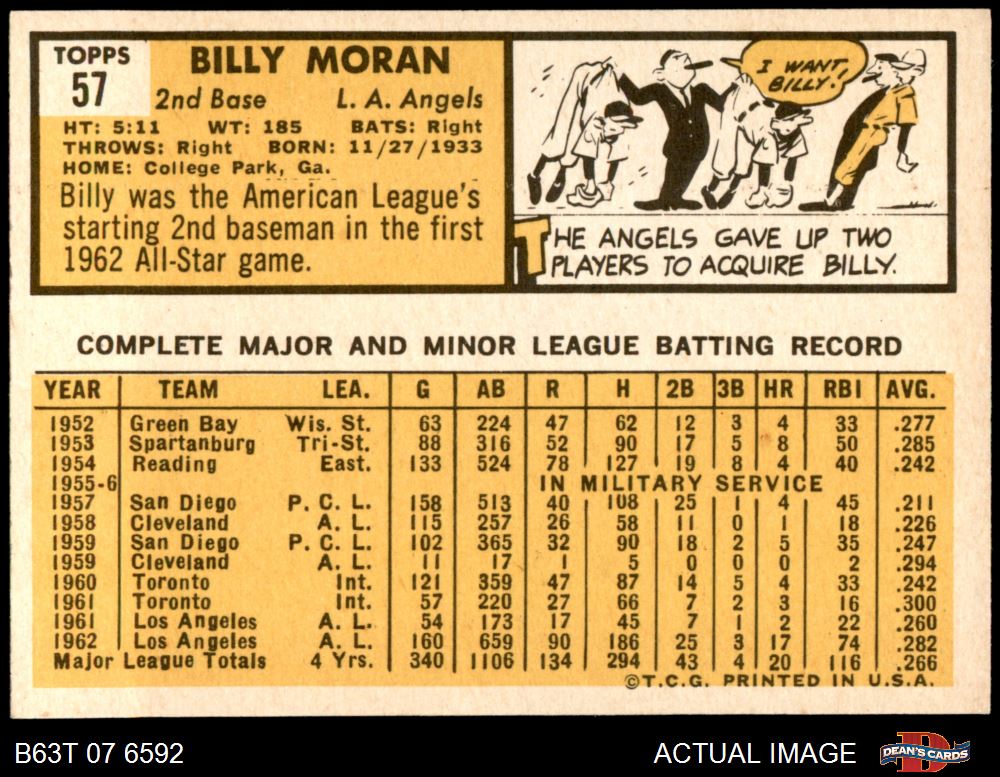 TOPPS
57
BILLY MORAN
2nd Base L. A. Angels
HT: 5:11 WT: 185 BATS: Right
THROWS: Right BORN: 11/27/1933
HOME: College Park, Ga.
Billy was the American League's
starting 2nd baseman in the first
1962 All-Star game.
I WANT
BILLY!
THE ANGELS GAVE UP TWO
PLAYERS TO ACQUIRE BILLY.
COMPLETE MAJOR AND MINOR LEAGUE BATTING RECORD
YEAR TEAM LEA. G AB R H 2B 3B HR RBI AVG.
1952 Green Bay Wis. St. 63 224 47 62 12 3 4 33 .277
1953 Spartanburg Tri-St. 88 316 52 90 17 5 8 50 .285
1954 Reading East. 133 524 78 127 19 8 4 40 .242
1955-6 IN MILITARY SERVICE
1957 San Diego P. C. L. 158 513 40 108 25 1 4 45 .211
1958 Cleveland A. L. 115 257 26 58 11 0 1 18 .226
1959 San Diego P. C. L. 102 365 32 90 18 2 5 35 .247
1959 Cleveland A. L. 11 17 1 5 0 0 0 2 .294
1960 Toronto Int. 121 359 47 87 14 5 4 33 .242
1961 Toronto Int. 57 220 27 66 7 2 3 16 .300
1961 Los Angeles A. L. 54 173 17 45 7 1 2 22 .260
1962 Los Angeles A. L. 160 659 90 186 25 3 17 74 .282
Major League Totals 4 Yrs. 340 1106 134 294 43 4 20 116 .266
©T.C.G. PRINTED IN U.S.A.
B63T 07 6592 ACTUAL IMAGE DEAN'S CARDS